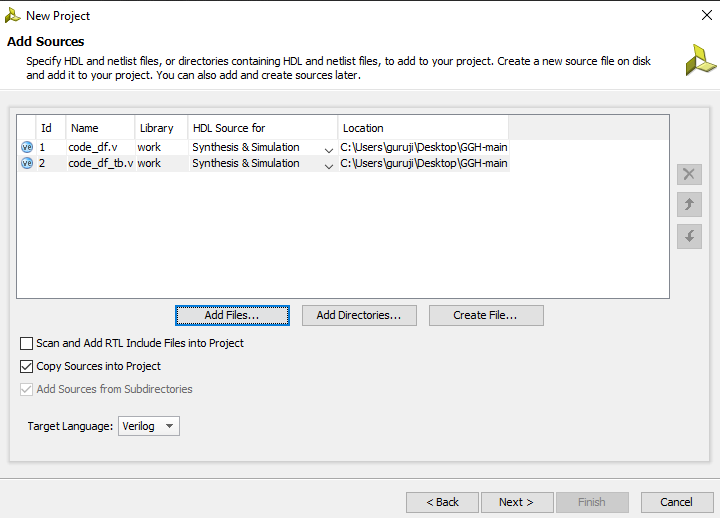 New Project
Add Sources
Specify HDL and netlist files, or directories containing HDL and netlist files, to add to your project. Create a new source file on disk
and add it to your project. You can also add and create sources later.
Id Name Library HDL Source for Location
ve 1 code_df.v work Synthesis & Simulation C:\Users\guruji\Desktop\GGH-main
ve 2 code_df_tb.v work Synthesis & Simulation C:\Users\guruji\Desktop\GGH-main
Add Files... Add Directories... Create File...
Scan and Add RTL Include Files into Project
Copy Sources into Project
Add Sources from Subdirectories
Target Language: Verilog
< Back Next > Finish Cancel